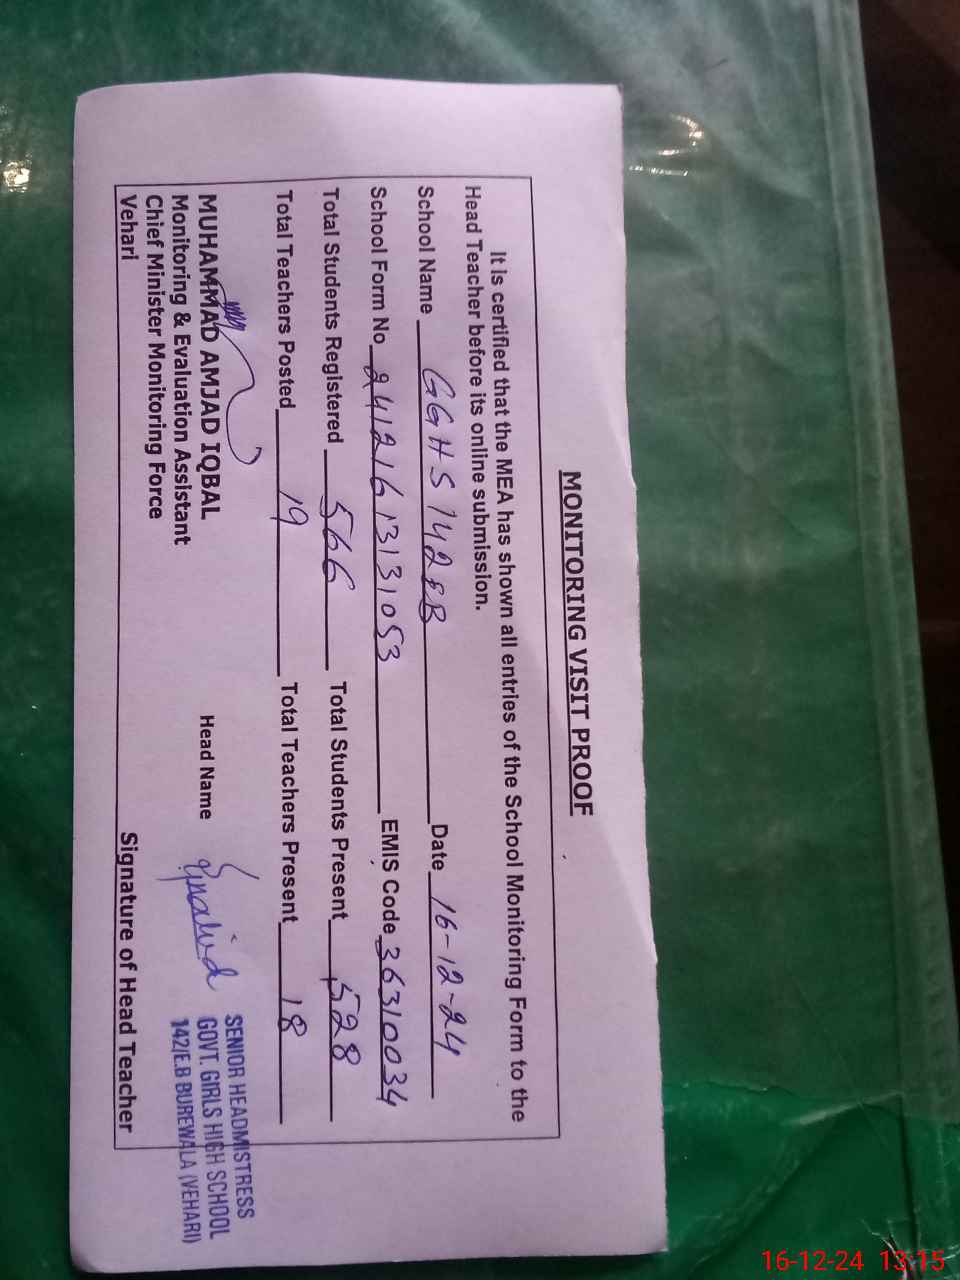 MONITORING VISIT PROOF
It is certified that the MEA has shown all entries of the School Monitoring Form to the
Head Teacher before its online submission.
School Name GGHS 142 EB Date 16-12-24
School Form No 2412161313053 EMIS Code 36310034
Total Students Registered 566 Total Students Present 528
Total Teachers Posted 19 Total Teachers Present 18
MUHAMMAD AMJAD IQBAL
Monitoring & Evaluation Assistant
Chief Minister Monitoring Force
Vehari
Head Name
SENIOR HEADMISTRESS
GOVT. GIRLS HIGH SCHOOL
142/E.B BUREWALA (VEHARI)
Signature of Head Teacher
16-12-24 13:15